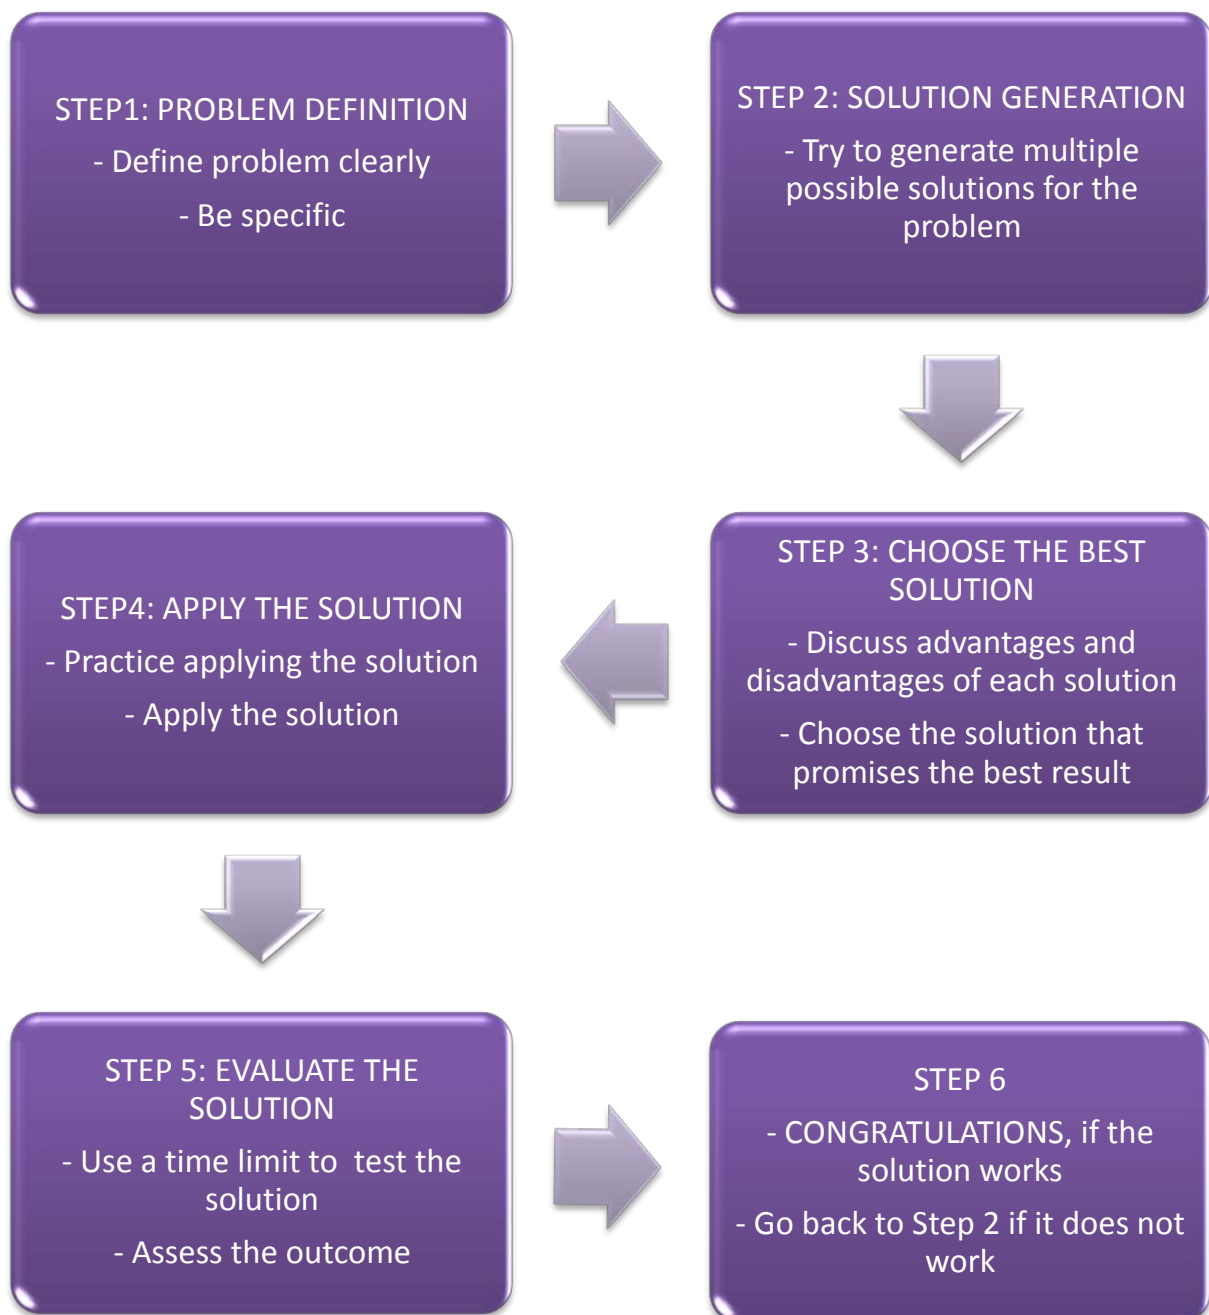 STEP1: PROBLEM DEFINITION
- Define problem clearly
- Be specific
STEP 2: SOLUTION GENERATION
- Try to generate multiple
possible solutions for the
problem
STEP 3: CHOOSE THE BEST
SOLUTION
- Discuss advantages and
disadvantages of each solution
- Choose the solution that
promises the best result
STEP4: APPLY THE SOLUTION
- Practice applying the solution
- Apply the solution
STEP 5: EVALUATE THE
SOLUTION
- Use a time limit to  test the
solution
- Assess the outcome
STEP 6
- CONGRATULATIONS, if the
solution works
- Go back to Step 2 if it does not
work